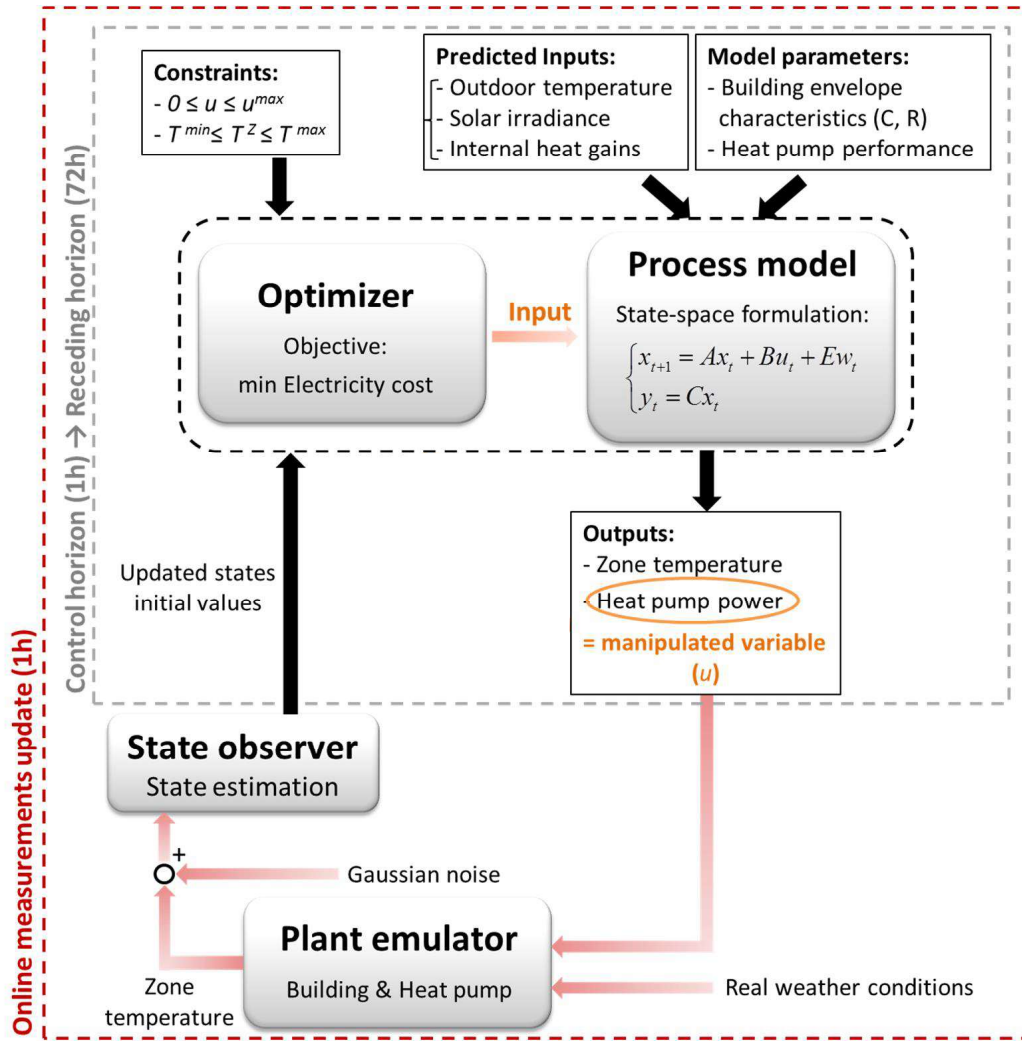 Online measurements update (1h)
Control horizon (1h) → Receding horizon (72h)
Constraints:
- 0 ≤ u ≤ u^max
- T^min ≤ T^Z ≤ T^max
Predicted Inputs:
- Outdoor temperature
- Solar irradiance
- Internal heat gains
Model parameters:
- Building envelope
characteristics (C, R)
- Heat pump performance
Optimizer
Objective:
min Electricity cost
Input
Process model
State-space formulation:
x_{t+1} = Ax_t + Bu_t + Ew_t
y_t = Cx_t
Outputs:
- Zone temperature
- Heat pump power
= manipulated variable
(u)
Updated states
initial values
State observer
State estimation
+
Gaussian noise
Plant emulator
Building & Heat pump
Zone
temperature
Real weather conditions